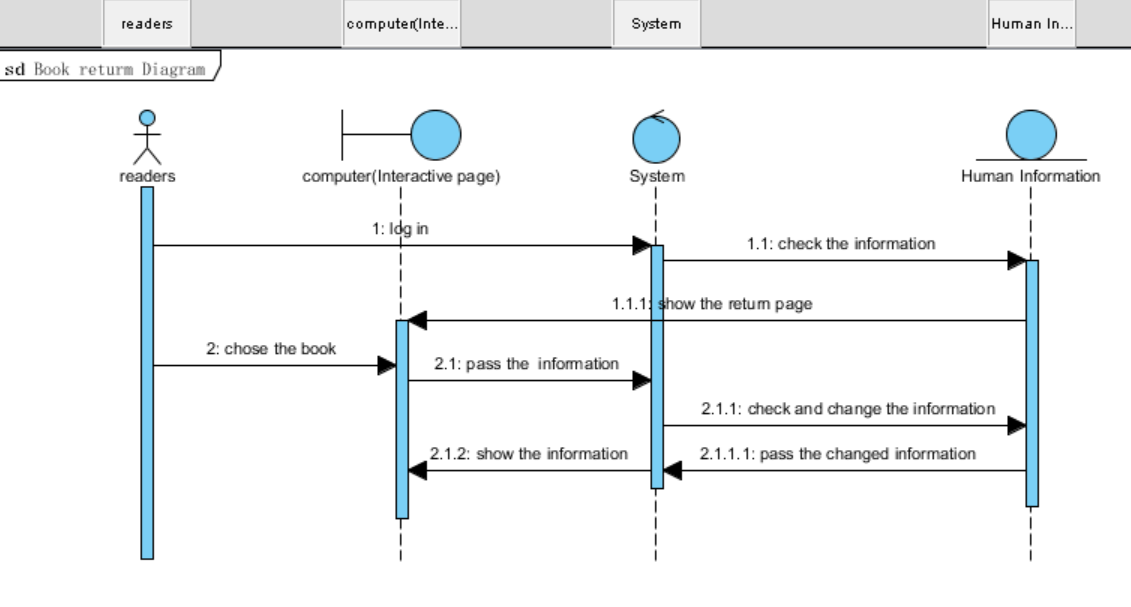 readers
computer(Inte...
System
Human In...
sd Book returm Diagram
readers
computer(Interactive page)
System
Human Information
1: log in
1.1: check the information
1.1.1: show the return page
2: chose the book
2.1: pass the information
2.1.1: check and change the information
2.1.2: show the information
2.1.1.1: pass the changed information